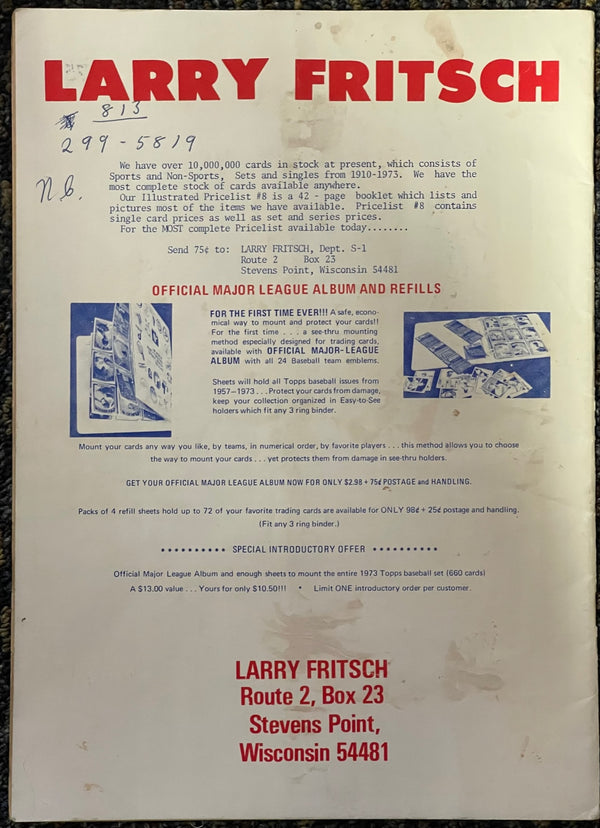 LARRY FRITSCH
813
299-5819
N.C.
We have over 10,000,000 cards in stock at present, which consists of
Sports and Non-Sports, Sets and singles from 1910-1973. We have the
most complete stock of cards available anywhere.
Our Illustrated Pricelist #8 is a 42 - page booklet which lists and
pictures most of the items we have available. Pricelist #8 contains
single card prices as well as set and series prices.
For the MOST complete Pricelist available today........
Send 75¢ to: LARRY FRITSCH, Dept. S-1
Route 2 Box 23
Stevens Point, Wisconsin 54481
OFFICIAL MAJOR LEAGUE ALBUM AND REFILLS
FOR THE FIRST TIME EVER!!! A safe, econo-
mical way to mount and protect your cards!!
For the first time . . . a see-thru mounting
method especially designed for trading cards,
available with OFFICIAL MAJOR-LEAGUE
ALBUM with all 24 Baseball team emblems.
Sheets will hold all Topps baseball issues from
1957—1973 . . . Protect your cards from damage,
keep your collection organized in Easy-to-See
holders which fit any 3 ring binder.
Mount your cards any way you like, by teams, in numerical order, by favorite players . . . this method allows you to choose
the way to mount your cards . . . yet protects them from damage in see-thru holders.
GET YOUR OFFICIAL MAJOR LEAGUE ALBUM NOW FOR ONLY $2.98 + 75¢ POSTAGE and HANDLING.
Packs of 4 refill sheets hold up to 72 of your favorite trading cards are available for ONLY 98¢ + 25¢ postage and handling.
(Fit any 3 ring binder.)
•••••••••• SPECIAL INTRODUCTORY OFFER ••••••••••
Official Major League Album and enough sheets to mount the entire 1973 Topps baseball set (660 cards)
A $13.00 value . . . Yours for only $10.50!!! • Limit ONE introductory order per customer.
LARRY FRITSCH
Route 2, Box 23
Stevens Point,
Wisconsin 54481